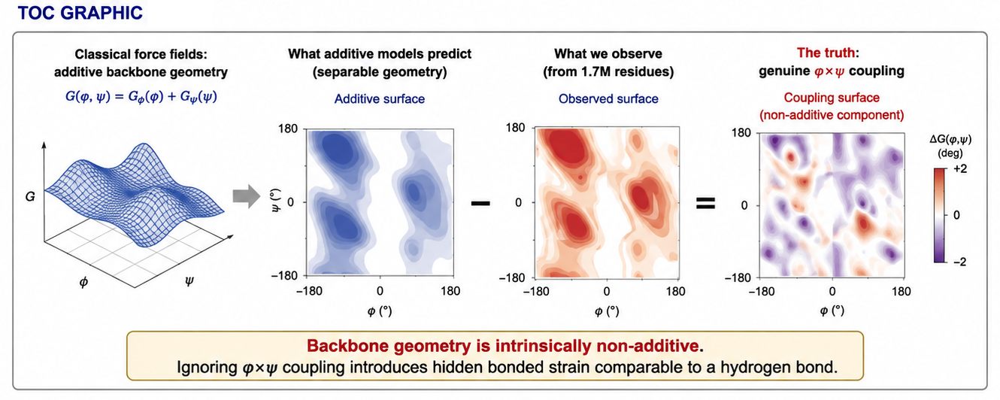 TOC GRAPHIC
Classical force fields:
additive backbone geometry
G(φ, ψ) = G_ϕ(φ) + G_ψ(ψ)
G
ϕ
ψ
What additive models predict
(separable geometry)
Additive surface
180
0
−180
ψ (°)
−180 0 180
φ (°)
−
What we observe
(from 1.7M residues)
Observed surface
180
0
−180
−180 0 180
φ (°)
=
The truth:
genuine φ×ψ coupling
Coupling surface
(non-additive component)
180
0
−180
−180 0 180
φ (°)
ΔG(φ,ψ)
(deg)
+2
0
−2
Backbone geometry is intrinsically non-additive.
Ignoring φ×ψ coupling introduces hidden bonded strain comparable to a hydrogen bond.